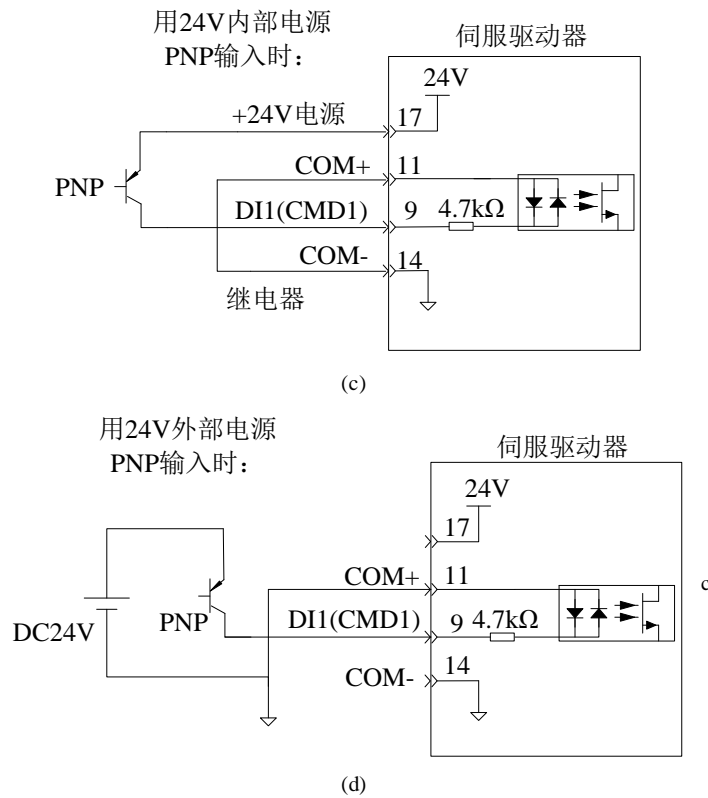 用24V内部电源
PNP输入时：
伺服驱动器
24V
+24V电源
17
COM+
11
PNP
DI1(CMD1)
9
4.7kΩ
COM-
14
继电器
(c)
用24V外部电源
PNP输入时：
伺服驱动器
24V
17
COM+
11
c
DC24V
PNP
DI1(CMD1)
9
4.7kΩ
COM-
14
(d)